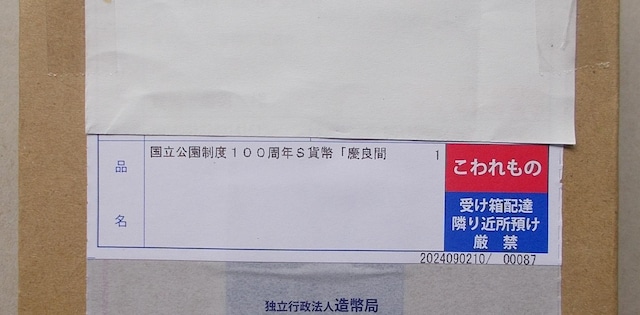 国立公園制度１００周年Ｓ貨幣「慶良間 1
品名
こわれもの
受け箱配達
隣り近所預け
厳禁
2024090210/ 00087
独立行政法人造幣局